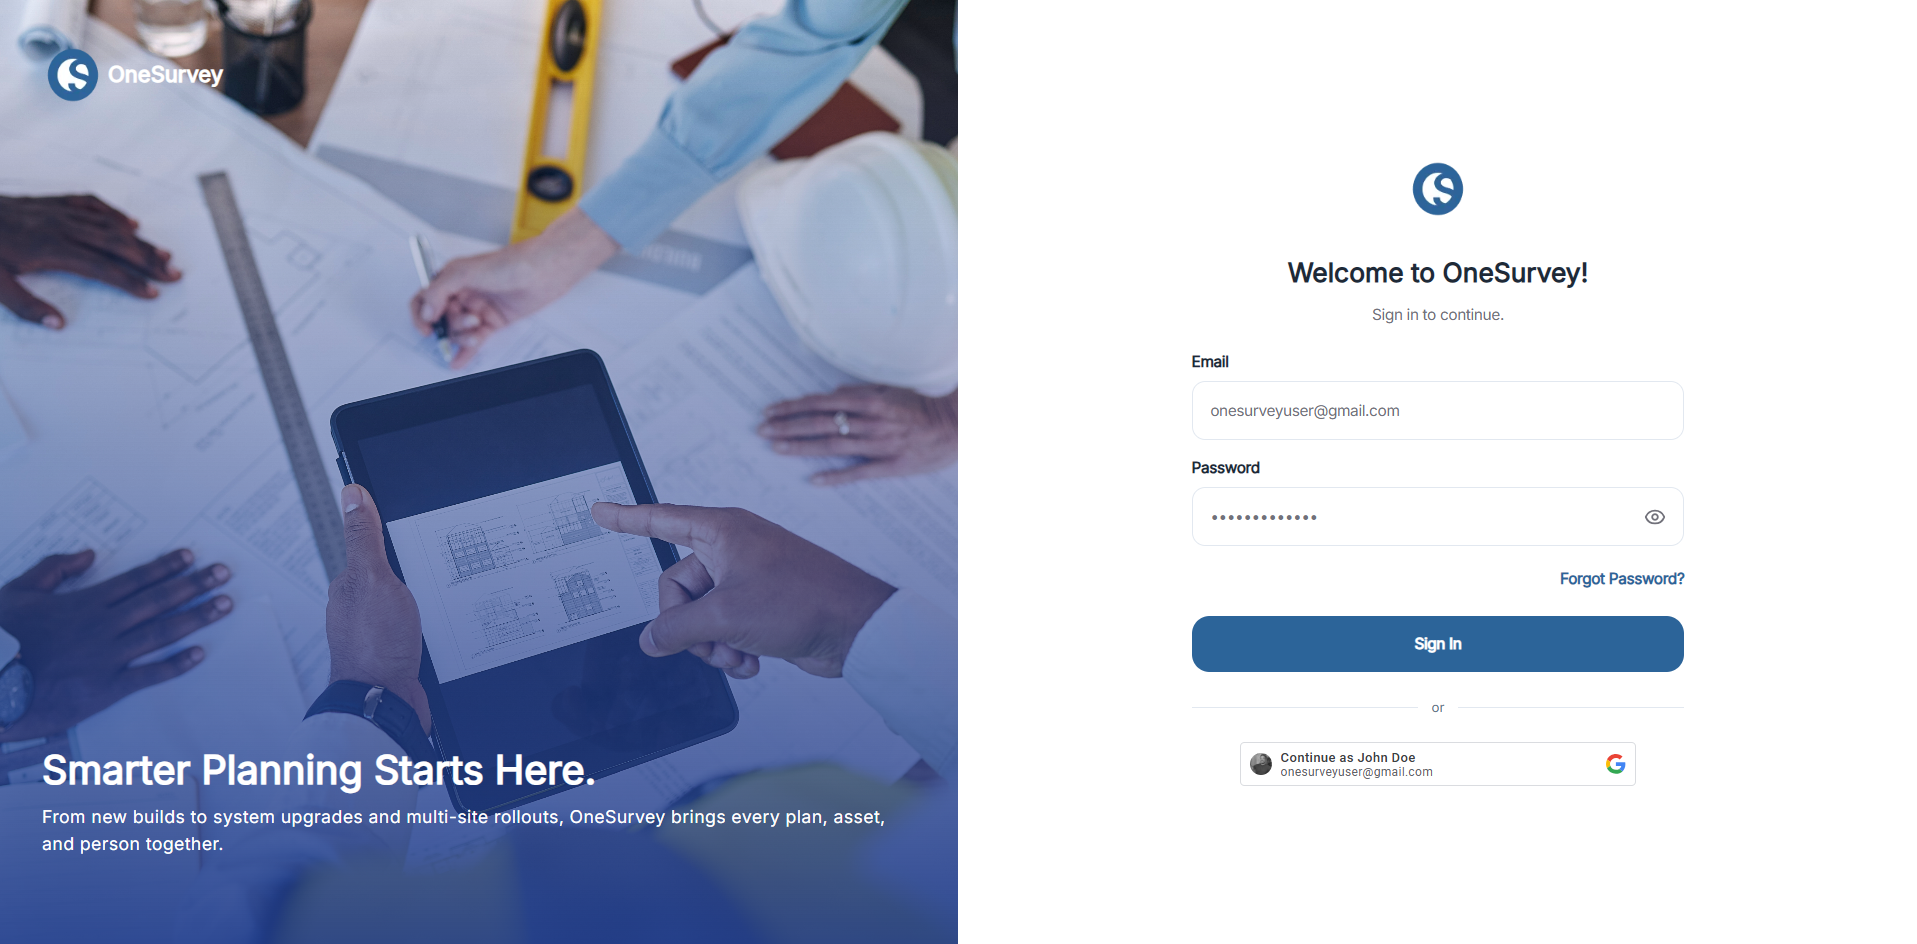 OneSurvey
Smarter Planning Starts Here.
From new builds to system upgrades and multi-site rollouts, OneSurvey brings every plan, asset,
and person together.
Welcome to OneSurvey!
Sign in to continue.
Email
onesurveyuser@gmail.com
Password
•••••••••••••
Forgot Password?
Sign In
or
Continue as John Doe
onesurveyuser@gmail.com